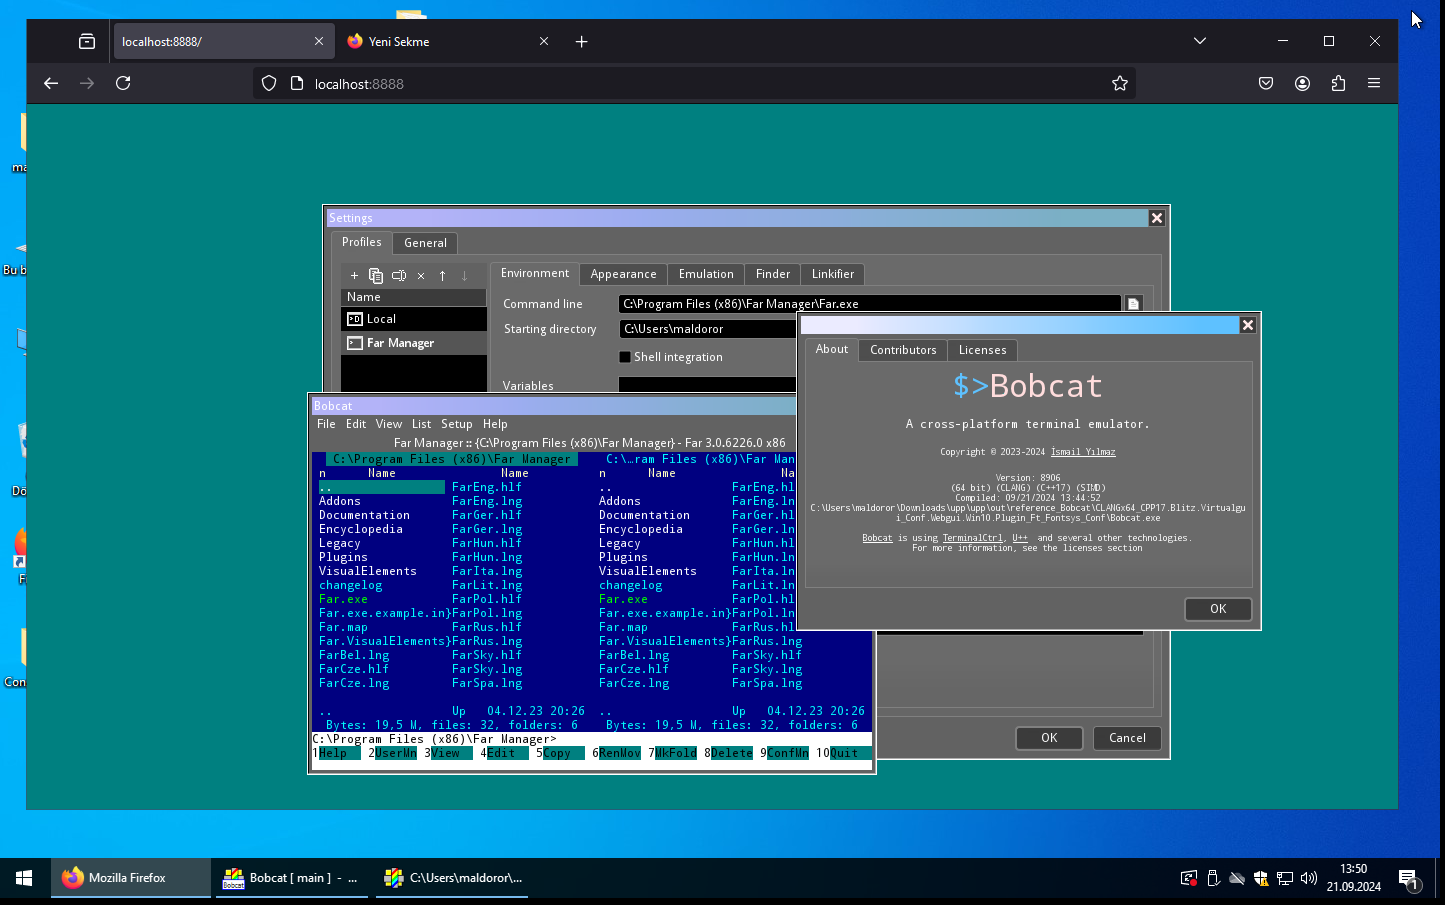 localhost:8888/
Yeni Sekme
localhost:8888
Settings
Profiles General
Name
Local
Far Manager
Environment Appearance Emulation Finder Linkifier
Command line C:\Program Files (x86)\Far Manager\Far.exe
Starting directory C:\Users\maldoror
Shell integration
Variables
OK Cancel
About Contributors Licenses
$>Bobcat
A cross-platform terminal emulator.
Copyright © 2023-2024 İsmail Yılmaz
Version: 8906
(64 bit) (CLANG) (C++17) (SIMD)
Compiled: 09/21/2024 13:44:52
C:\Users\maldoror\Downloads\upp\upp\out\reference_Bobcat\CLANGx64_CPP17.Blitz.Virtualgu
i_Conf.Webgui.Win10.Plugin_Ft_Fontsys_Conf\Bobcat.exe
Bobcat is using TerminalCtrl, U++ and several other technologies.
For more information, see the licenses section
OK
Bobcat
File Edit View List Setup Help
Far Manager :: {C:\Program Files (x86)\Far Manager} - Far 3.0.6226.0 x86
C:\Program Files (x86)\Far Manager C:\…ram Files (x86)\Far Man
n Name Name n Name Na
.. FarEng.hlf .. FarEng.hl
Addons FarEng.lng Addons FarEng.ln
Documentation FarGer.hlf Documentation FarGer.hl
Encyclopedia FarGer.lng Encyclopedia FarGer.ln
Legacy FarHun.hlf Legacy FarHun.hl
Plugins FarHun.lng Plugins FarHun.ln
VisualElements FarIta.lng VisualElements FarIta.ln
changelog FarLit.lng changelog FarLit.ln
Far.exe FarPol.hlf Far.exe FarPol.hl
Far.exe.example.in}FarPol.lng Far.exe.example.in}FarPol.ln
Far.map FarRus.hlf Far.map FarRus.hl
Far.VisualElements}FarRus.lng Far.VisualElements}FarRus.lng
FarBel.lng FarSky.hlf FarBel.lng FarSky.hlf
FarCze.hlf FarSky.lng FarCze.hlf FarSky.lng
FarCze.lng FarSpa.lng FarCze.lng FarSpa.lng
.. Up 04.12.23 20:26 .. Up 04.12.23 20:26
Bytes: 19,5 M, files: 32, folders: 6 Bytes: 19,5 M, files: 32, folders: 6
C:\Program Files (x86)\Far Manager>
1Help 2UserMn 3View 4Edit 5Copy 6RenMov 7MkFold 8Delete 9ConfMn 10Quit
Bu b
Mozilla Firefox
Bobcat [ main ] - ...
C:\Users\maldoror\...
13:50
21.09.2024
1